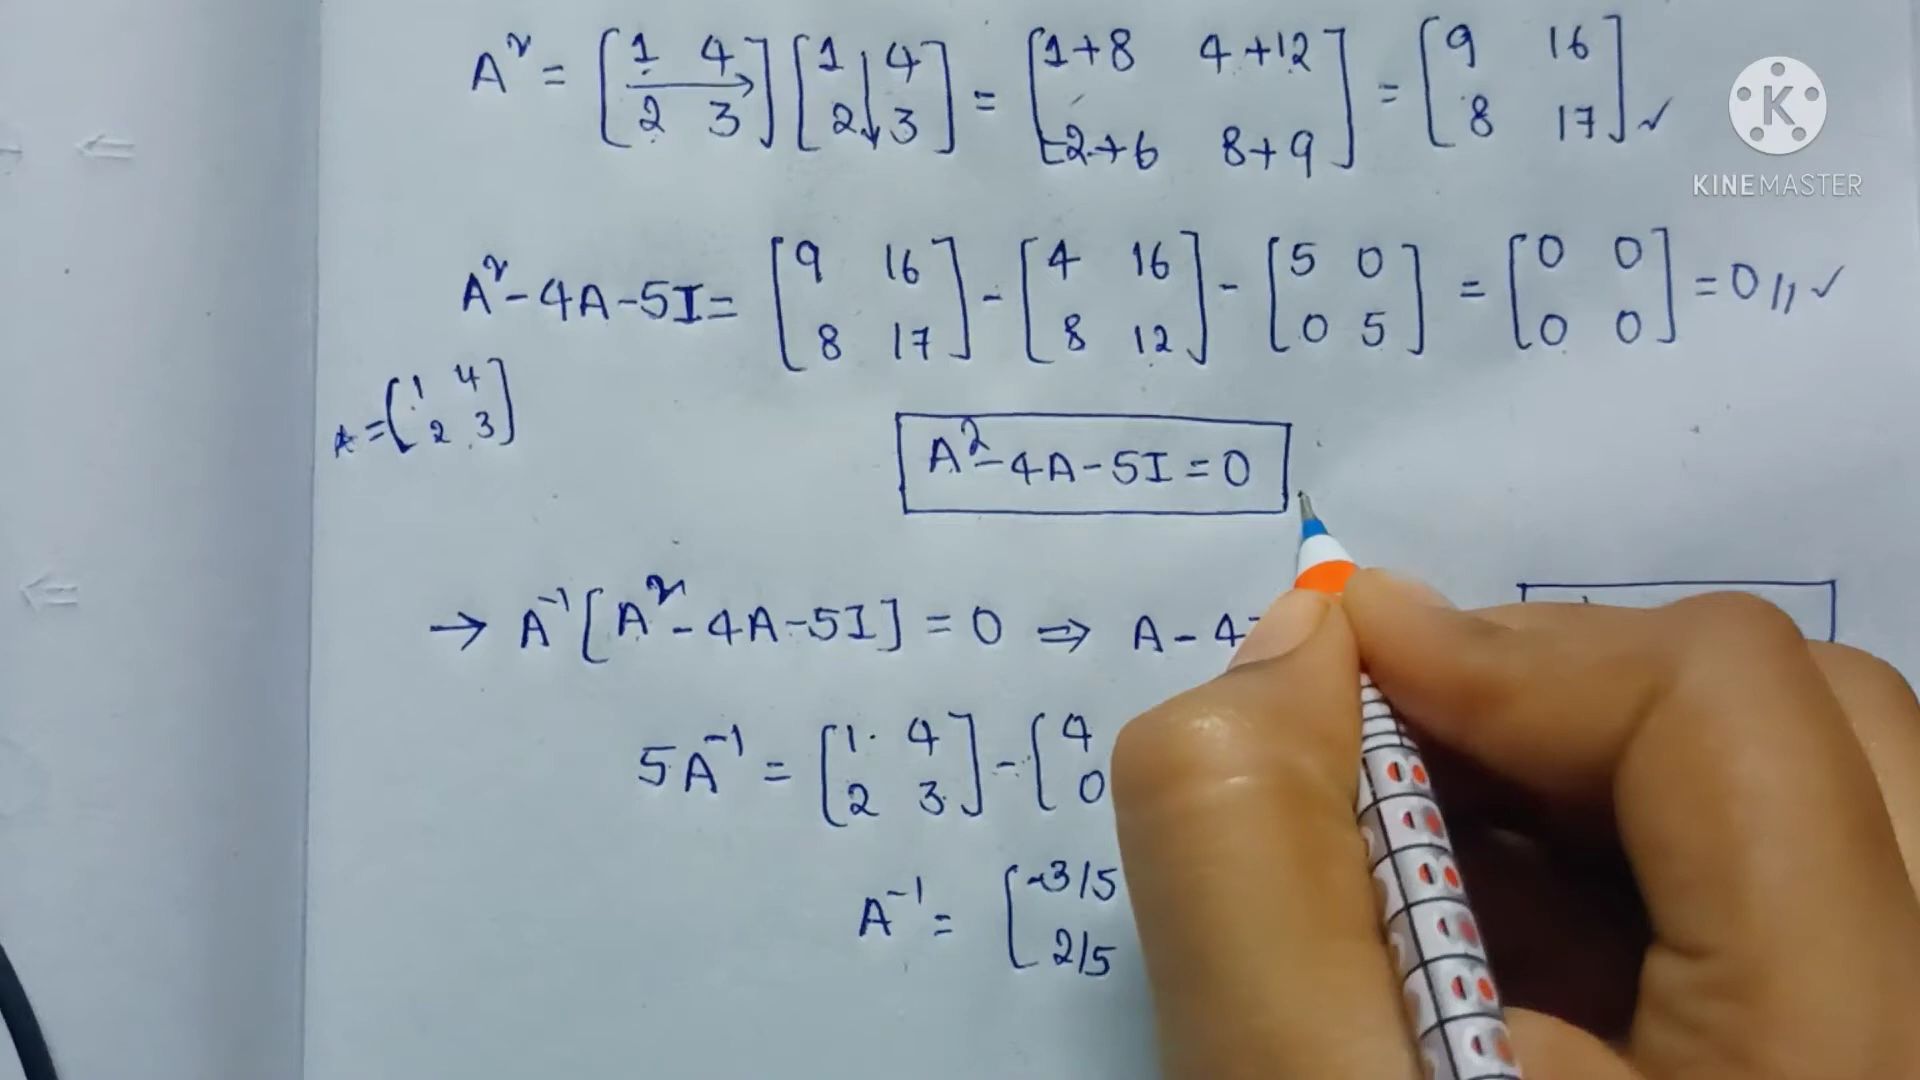 A² = [1 4 2 3] [1 4 2 3] = [1+8 4+12 2+6 8+9] = [9 16 8 17] ✓
KINEMASTER
A² - 4A - 5I = [9 16 8 17] - [4 16 8 12] - [5 0 0 5] = [0 0 0 0] = 0 ,, ✓
A = [1 4 2 3]
A² - 4A - 5I = 0
→ A⁻¹ [A² - 4A - 5I] = 0 ⇒ A - 4
5A⁻¹ = [1 4 2 3] - [4 0
A⁻¹ = [-3/5 2/5